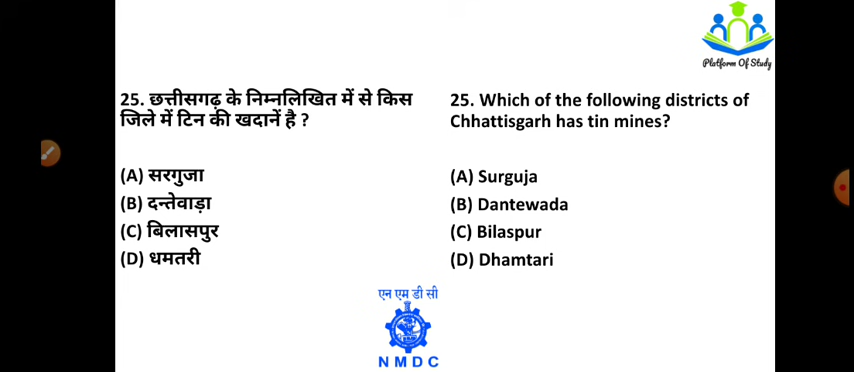 Platform Of Study
25. छत्तीसगढ़ के निम्नलिखित में से किस
जिले में टिन की खदानें है ?
(A) सरगुजा
(B) दन्तेवाड़ा
(C) बिलासपुर
(D) धमतरी
25. Which of the following districts of
Chhattisgarh has tin mines?
(A) Surguja
(B) Dantewada
(C) Bilaspur
(D) Dhamtari
एन एम डी सी
NMDC